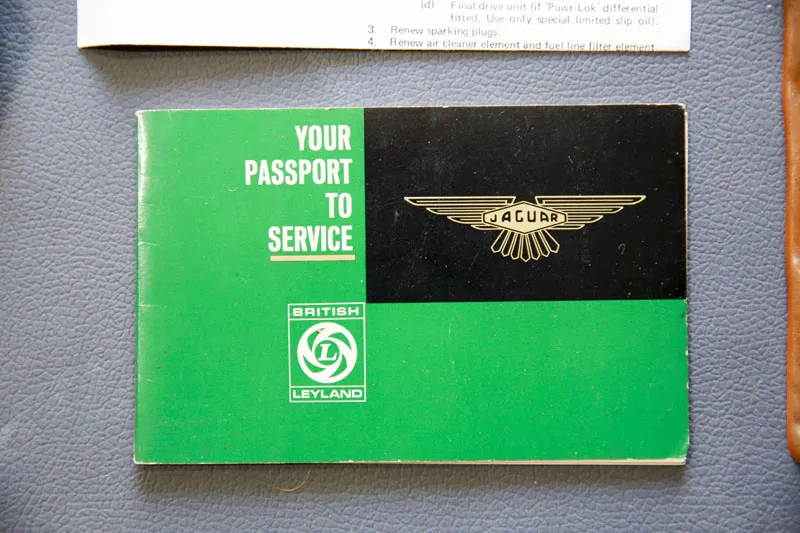 (d) Final drive unit (if 'Powr-Lok' differential
fitted. Use only special limited slip oil).
3. Renew sparking plugs.
4. Renew air cleaner element and fuel line filter element
YOUR
PASSPORT
TO
SERVICE
JAGUAR
BRITISH
L
LEYLAND